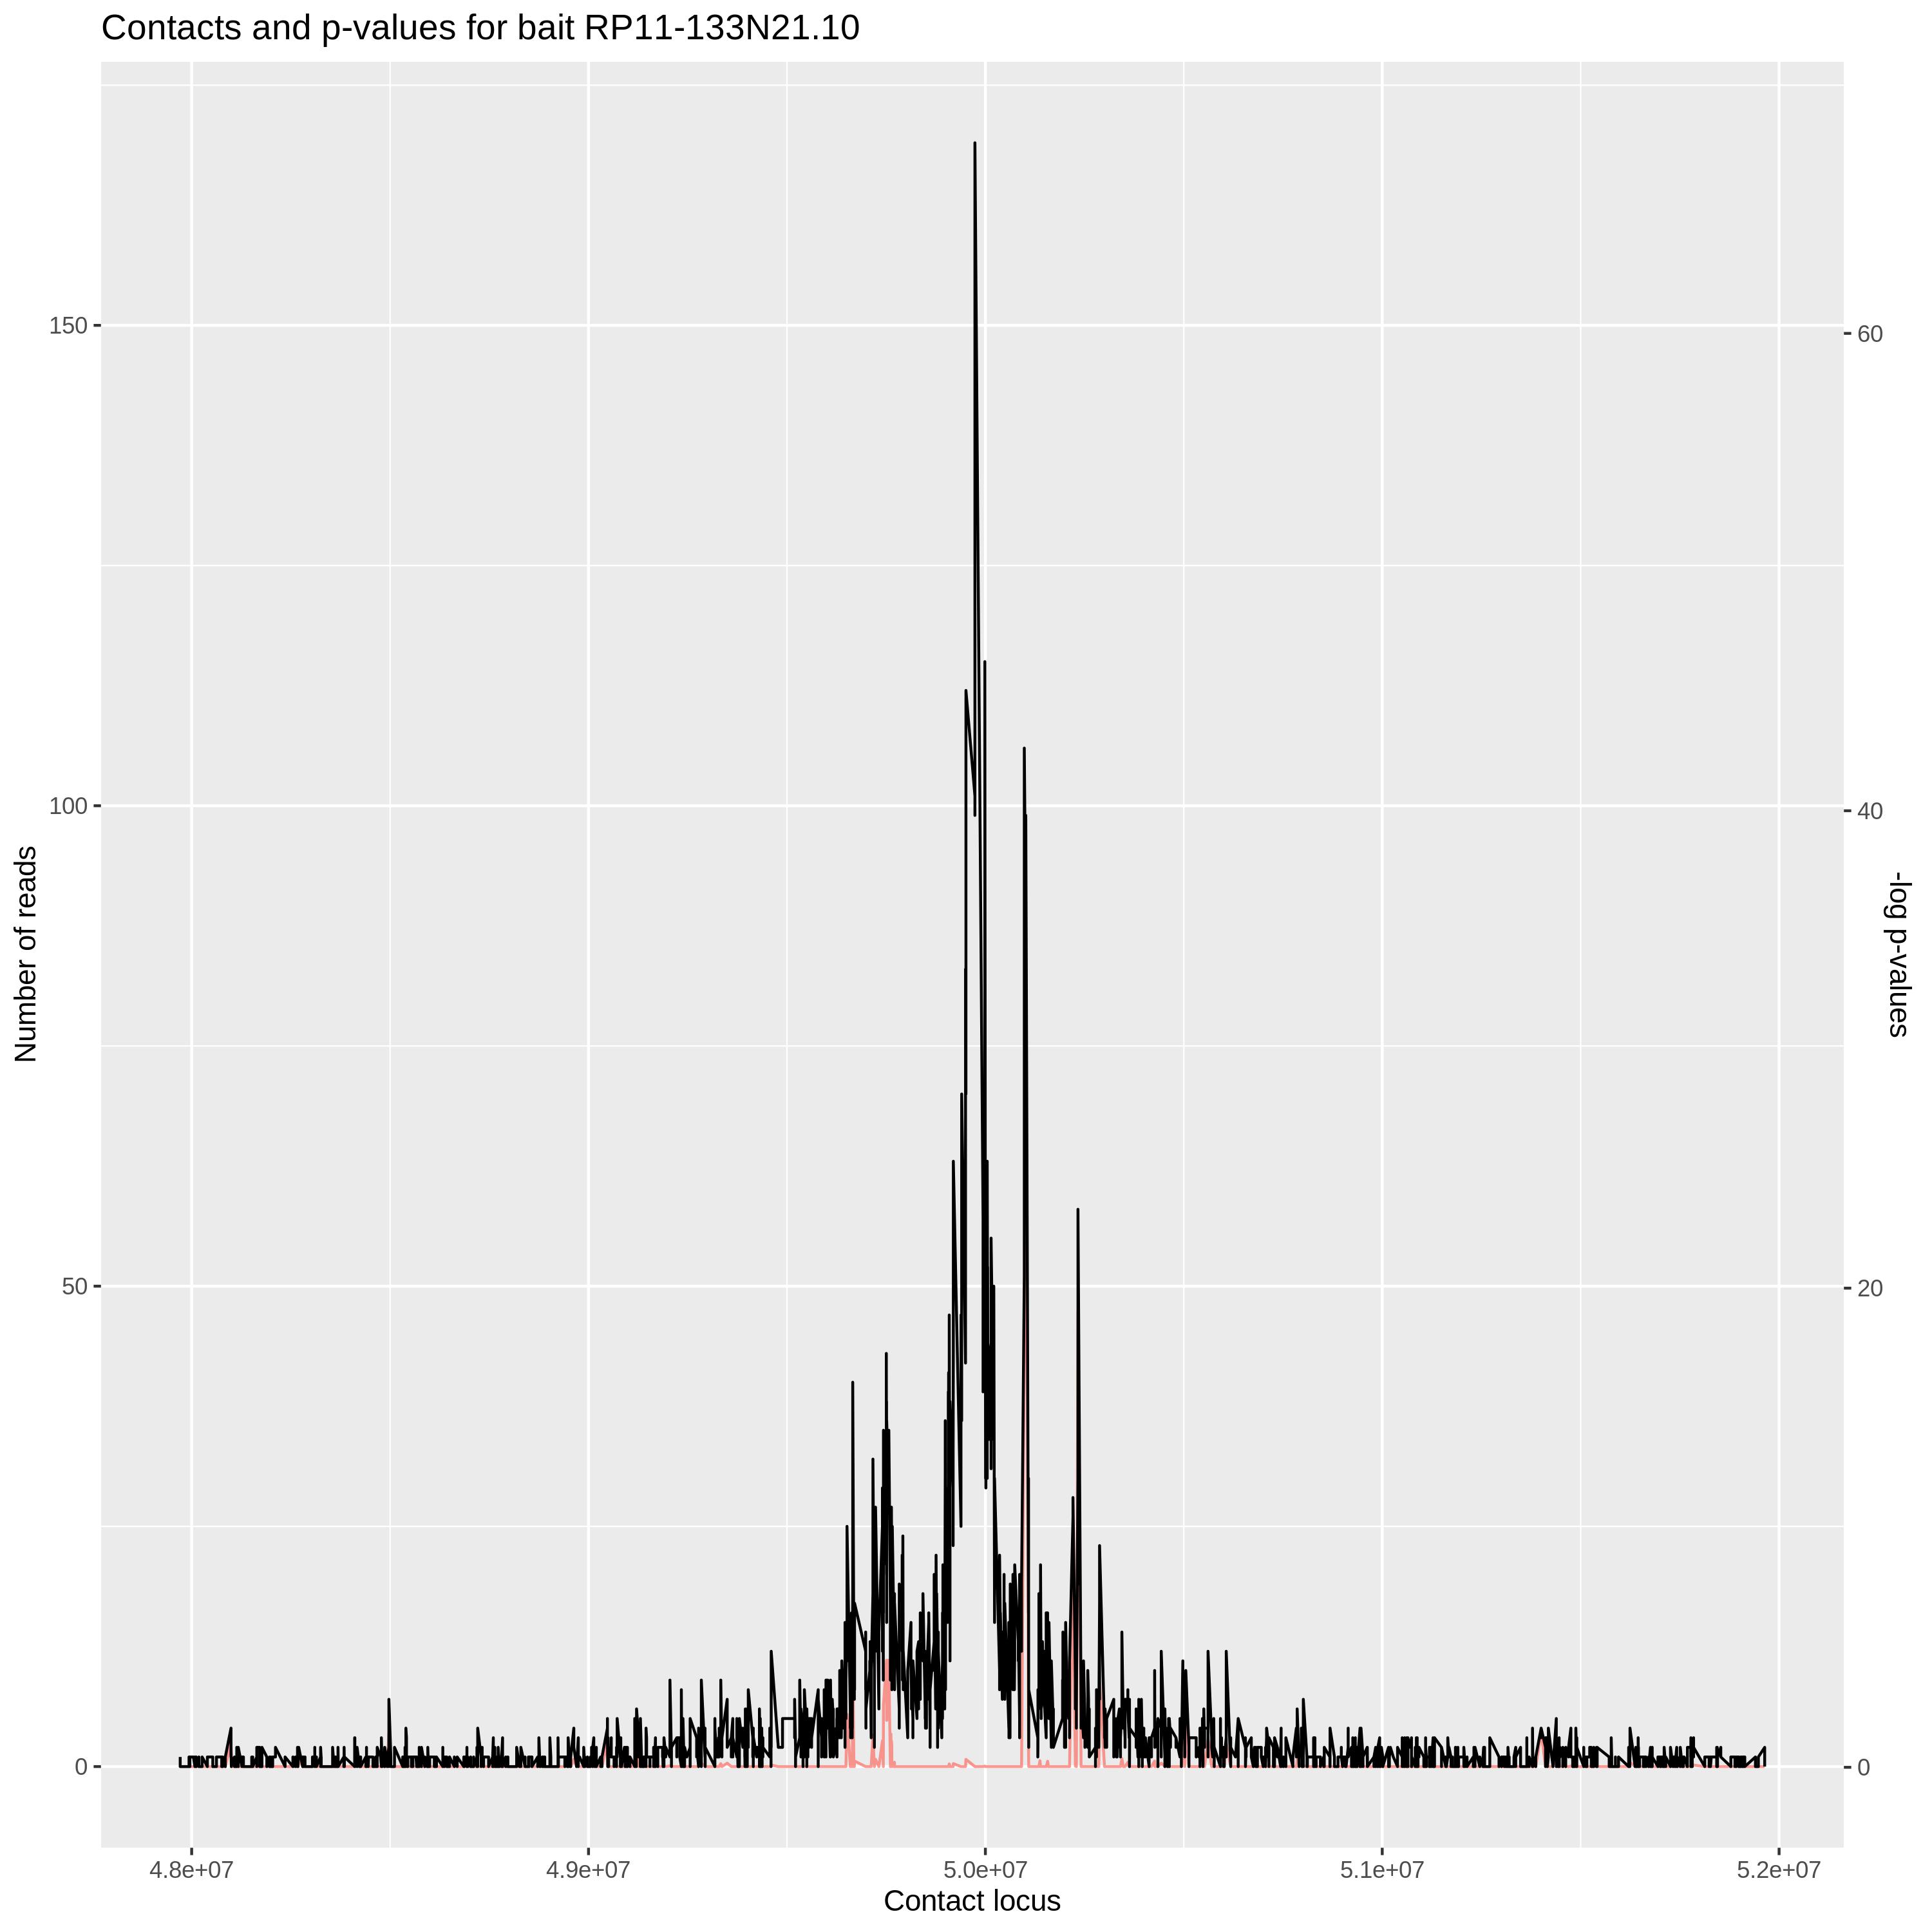 Contacts and p-values for bait RP11-133N21.10
150
100
50
0
Number of reads
60
40
20
0
-log p-values
4.8e+07
4.9e+07
5.0e+07
5.1e+07
5.2e+07
Contact locus